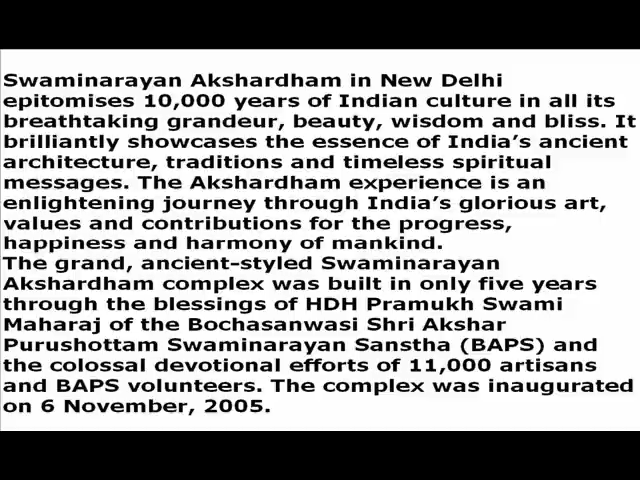 Swaminarayan Akshardham in New Delhi
epitomises 10,000 years of Indian culture in all its
breathtaking grandeur, beauty, wisdom and bliss. It
brilliantly showcases the essence of India’s ancient
architecture, traditions and timeless spiritual
messages. The Akshardham experience is an
enlightening journey through India’s glorious art,
values and contributions for the progress,
happiness and harmony of mankind.
The grand, ancient-styled Swaminarayan
Akshardham complex was built in only five years
through the blessings of HDH Pramukh Swami
Maharaj of the Bochasanwasi Shri Akshar
Purushottam Swaminarayan Sanstha (BAPS) and
the colossal devotional efforts of 11,000 artisans
and BAPS volunteers. The complex was inaugurated
on 6 November, 2005.